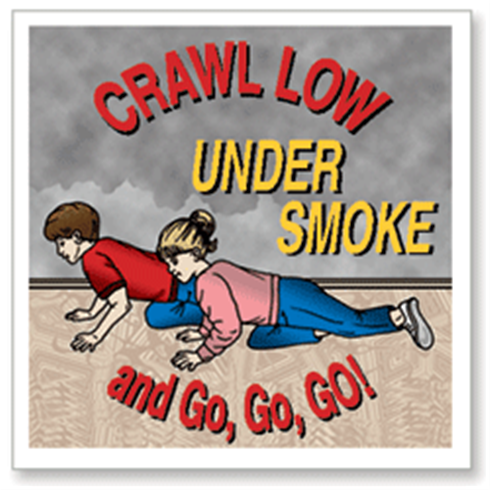 CRAWL LOW
UNDER
SMOKE
and Go, Go, GO!